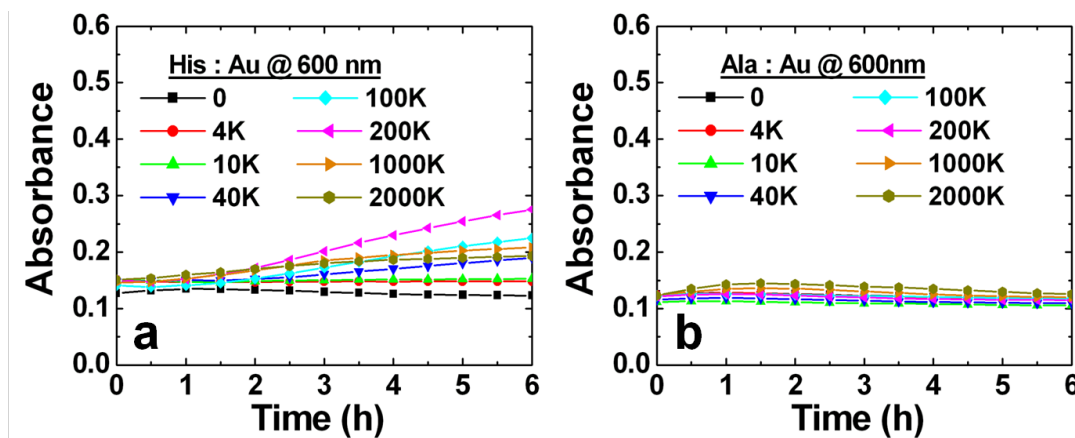 0.6
0.5
0.4
0.3
0.2
0.1
0.0
Absorbance
His : Au @ 600 nm
0 100K
4K 200K
10K 1000K
40K 2000K
a
0 1 2 3 4 5 6
Time (h)
0.6
0.5
0.4
0.3
0.2
0.1
0.0
Absorbance
Ala : Au @ 600nm
0 100K
4K 200K
10K 1000K
40K 2000K
b
0 1 2 3 4 5 6
Time (h)